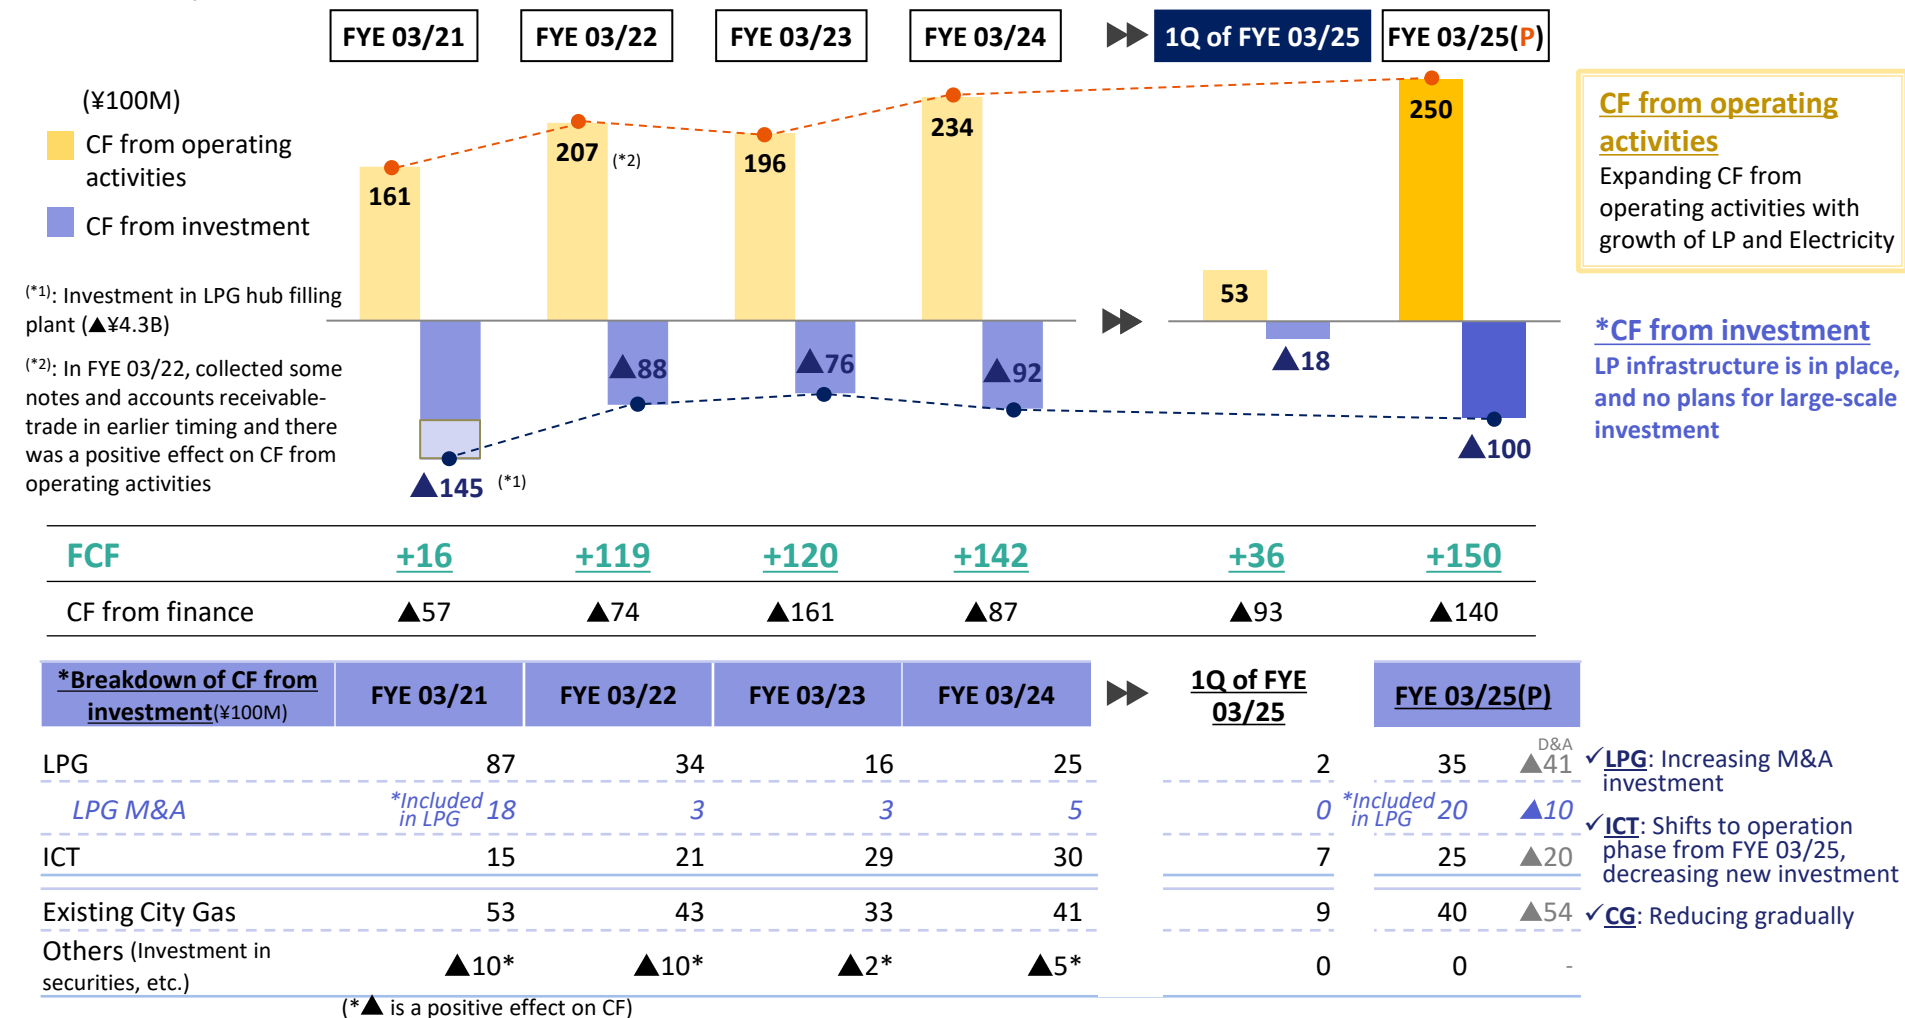 FYE 03/21 FYE 03/22 FYE 03/23 FYE 03/24 1Q of FYE 03/25 FYE 03/25(P)
(¥100M)
CF from operating
activities
CF from investment
161
207 (*2)
196
234
53
250
▲145 (*1)
▲88
▲76
▲92
▲18
▲100
(*1): Investment in LPG hub filling
plant (▲¥4.3B)
(*2): In FYE 03/22, collected some
notes and accounts receivable-
trade in earlier timing and there
was a positive effect on CF from
operating activities
CF from operating
activities
Expanding CF from
operating activities with
growth of LP and Electricity
*CF from investment
LP infrastructure is in place,
and no plans for large-scale
investment
FCF +16 +119 +120 +142 +36 +150
CF from finance ▲57 ▲74 ▲161 ▲87 ▲93 ▲140
*Breakdown of CF from
investment(¥100M)
FYE 03/21 FYE 03/22 FYE 03/23 FYE 03/24
1Q of FYE
03/25
FYE 03/25(P)
D&A
LPG 87 34 16 25 2 35 ▲41
LPG M&A *Included
in LPG 18 3 3 5 0 *Included
in LPG 20 ▲10
ICT 15 21 29 30 7 25 ▲20
Existing City Gas 53 43 33 41 9 40 ▲54
Others (Investment in
securities, etc.) ▲10* ▲10* ▲2* ▲5* 0 0 -
(*▲ is a positive effect on CF)
✓LPG: Increasing M&A
investment
✓ICT: Shifts to operation
phase from FYE 03/25,
decreasing new investment
✓CG: Reducing gradually